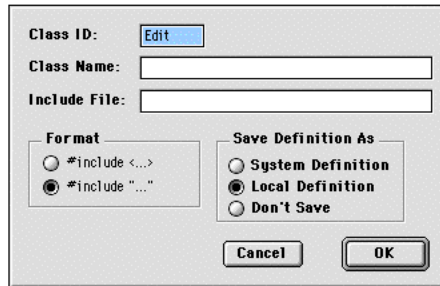 Class ID: Edit
Class Name:
Include File:
Format
#include <...>
#include "..."
Save Definition As
System Definition
Local Definition
Don't Save
Cancel
OK